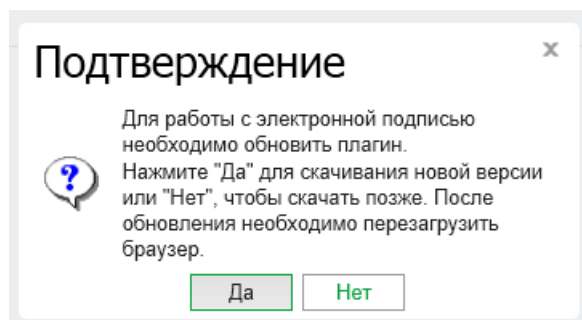 Подтверждение
x
Для работы с электронной подписью
необходимо обновить плагин.
Нажмите "Да" для скачивания новой версии
или "Нет", чтобы скачать позже. После
обновления необходимо перезагрузить
браузер.
Да
Нет